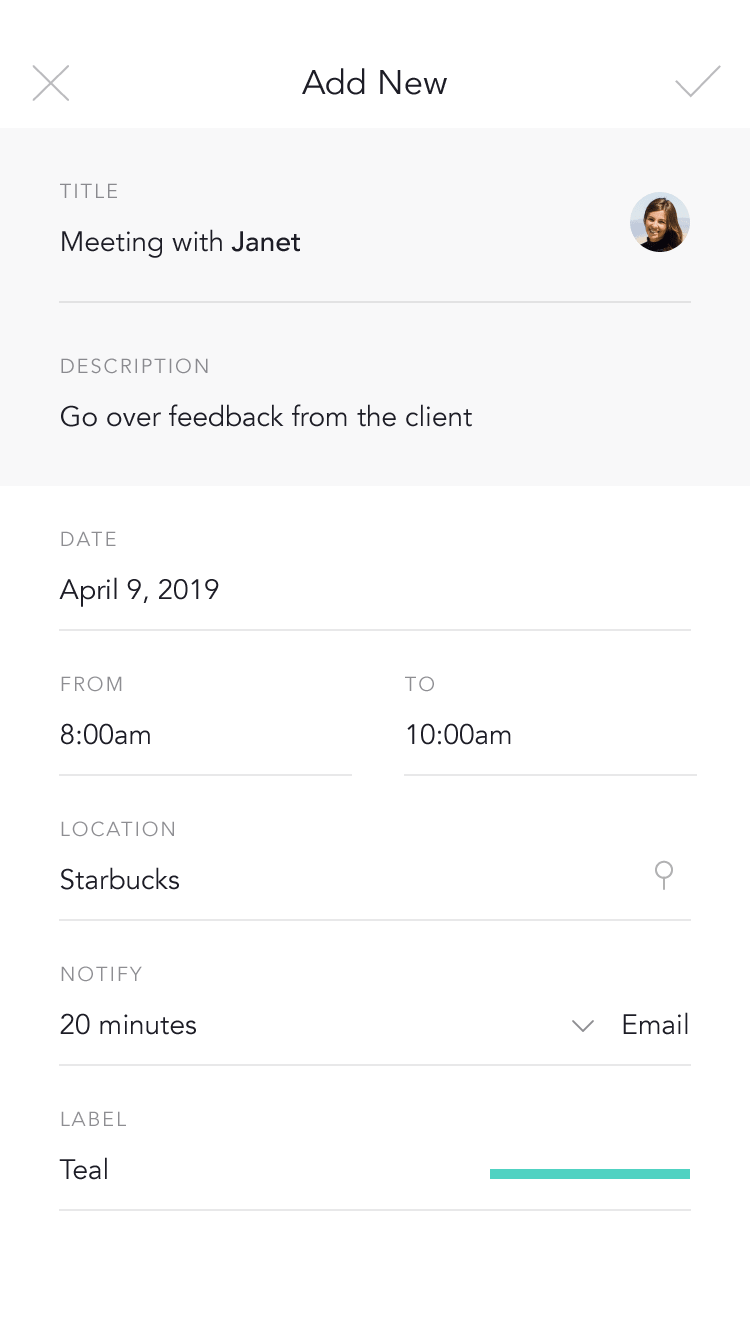 Add New
TITLE
Meeting with Janet
DESCRIPTION
Go over feedback from the client
DATE
April 9, 2019
FROM TO
8:00am 10:00am
LOCATION
Starbucks
NOTIFY
20 minutes Email
LABEL
Teal